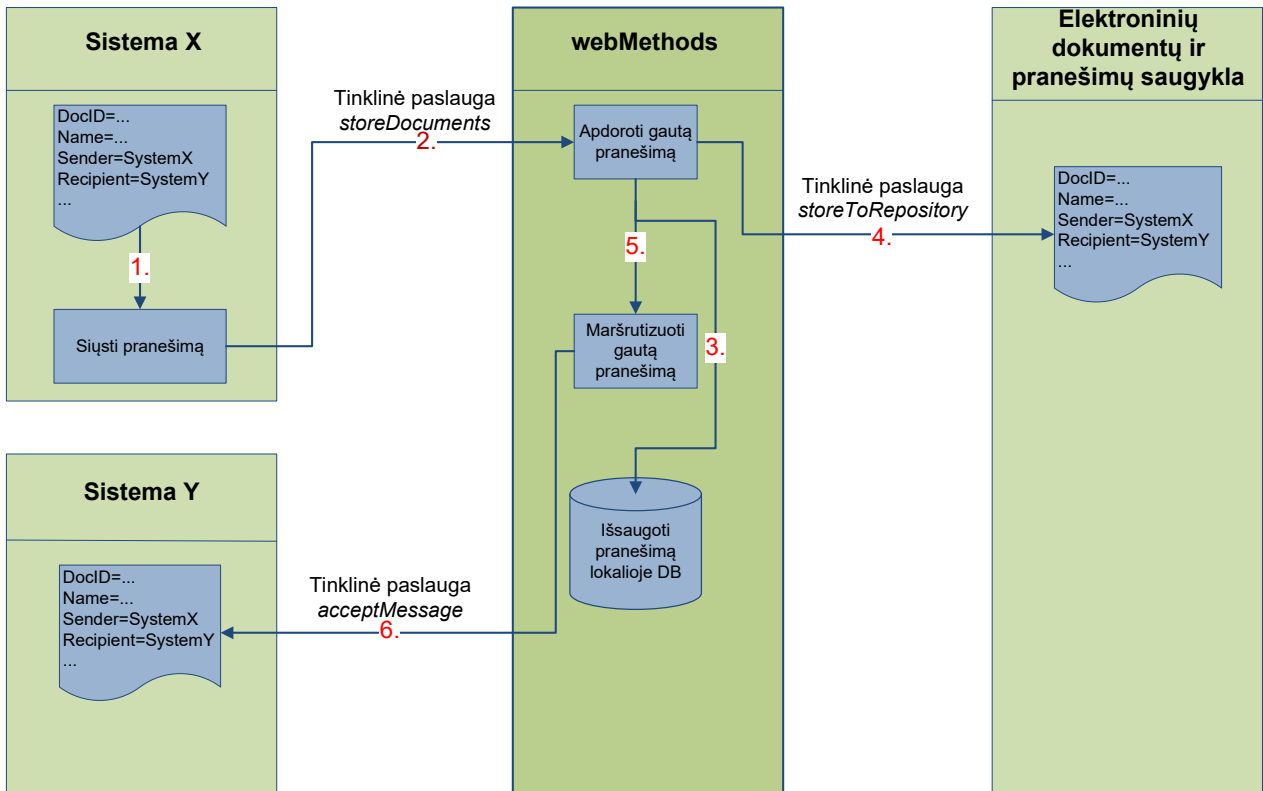 Sistema X
webMethods
Elektroninių
dokumentų ir
pranešimų saugykla
DocID=...
Name=...
Sender=SystemX
Recipient=SystemY
...
1.
Siųsti pranešimą
Tinklinė paslauga
storeDocuments
2.
Apdoroti gautą
pranešimą
Tinklinė paslauga
storeToRepository
4.
DocID=...
Name=...
Sender=SystemX
Recipient=SystemY
...
5.
Maršrutizuoti
gautą
pranešimą
3.
Išsaugoti
pranešimą
lokalioje DB
Sistema Y
DocID=...
Name=...
Sender=SystemX
Recipient=SystemY
...
Tinklinė paslauga
acceptMessage
6.